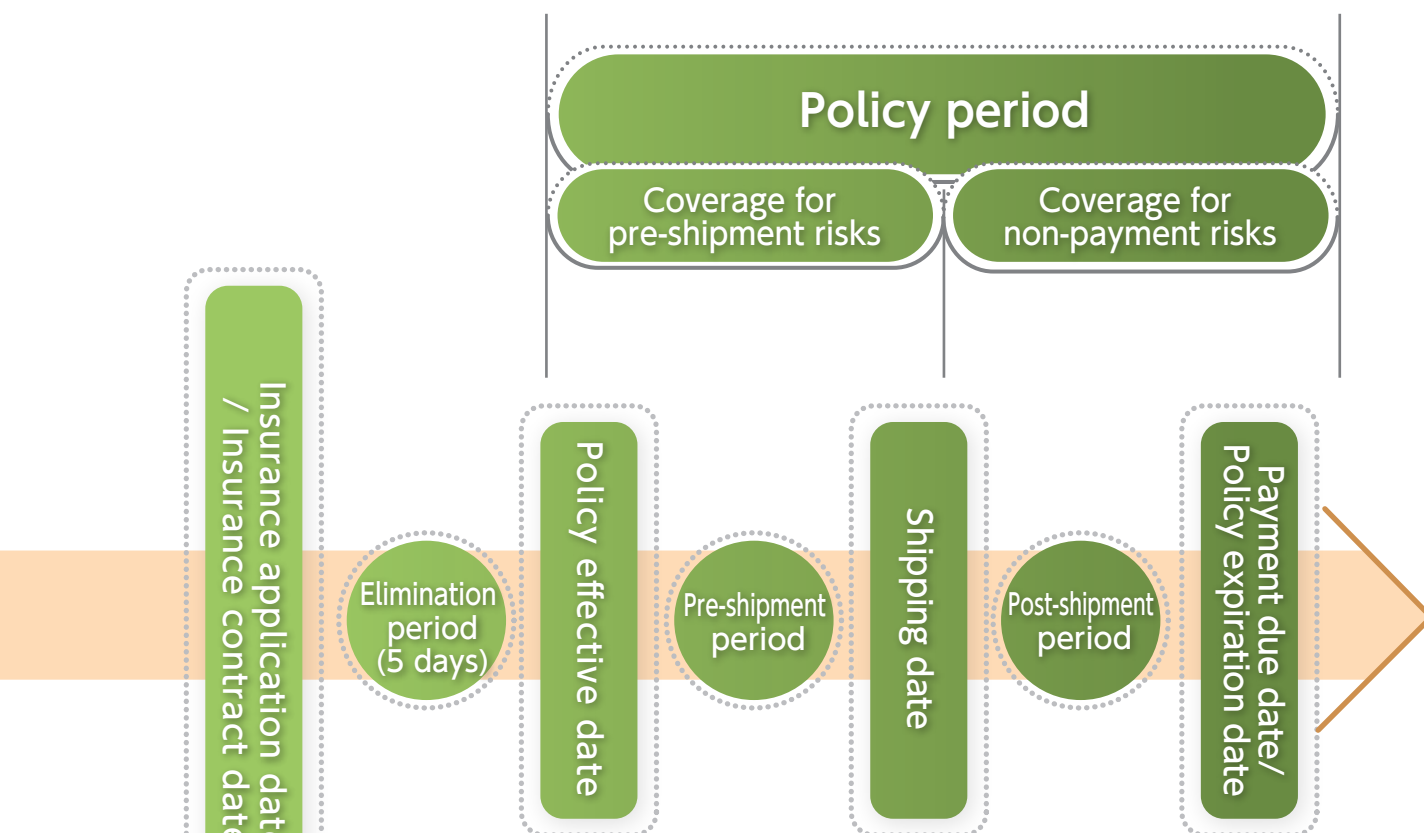 Policy period
Coverage for
pre-shipment risks
Coverage for
non-payment risks
Insurance application date
/ Insurance contract date
Elimination
period
(5 days)
Policy effective date
Pre-shipment
period
Shipping date
Post-shipment
period
Payment due date/
Policy expiration date